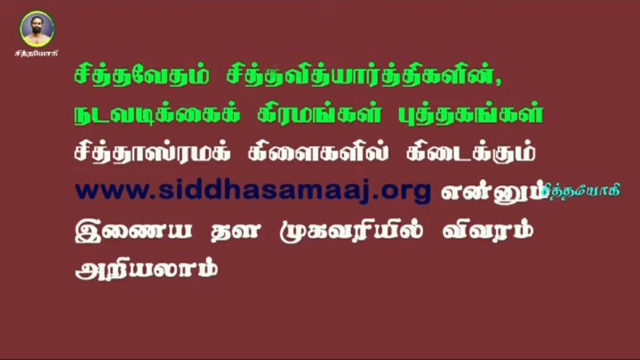 சித்தயோகி
சித்தவேதம் சித்தவித்யார்த்திகளின்,
நடவடிக்கைக் கிரமங்கள் புத்தகங்கள்
சித்தாஸ்ரமக் கிளைகளில் கிடைக்கும்
www.siddhasamaaj.org என்னும் சித்தயோகி
இணைய தள முகவரியில் விவரம்
அறியலாம்